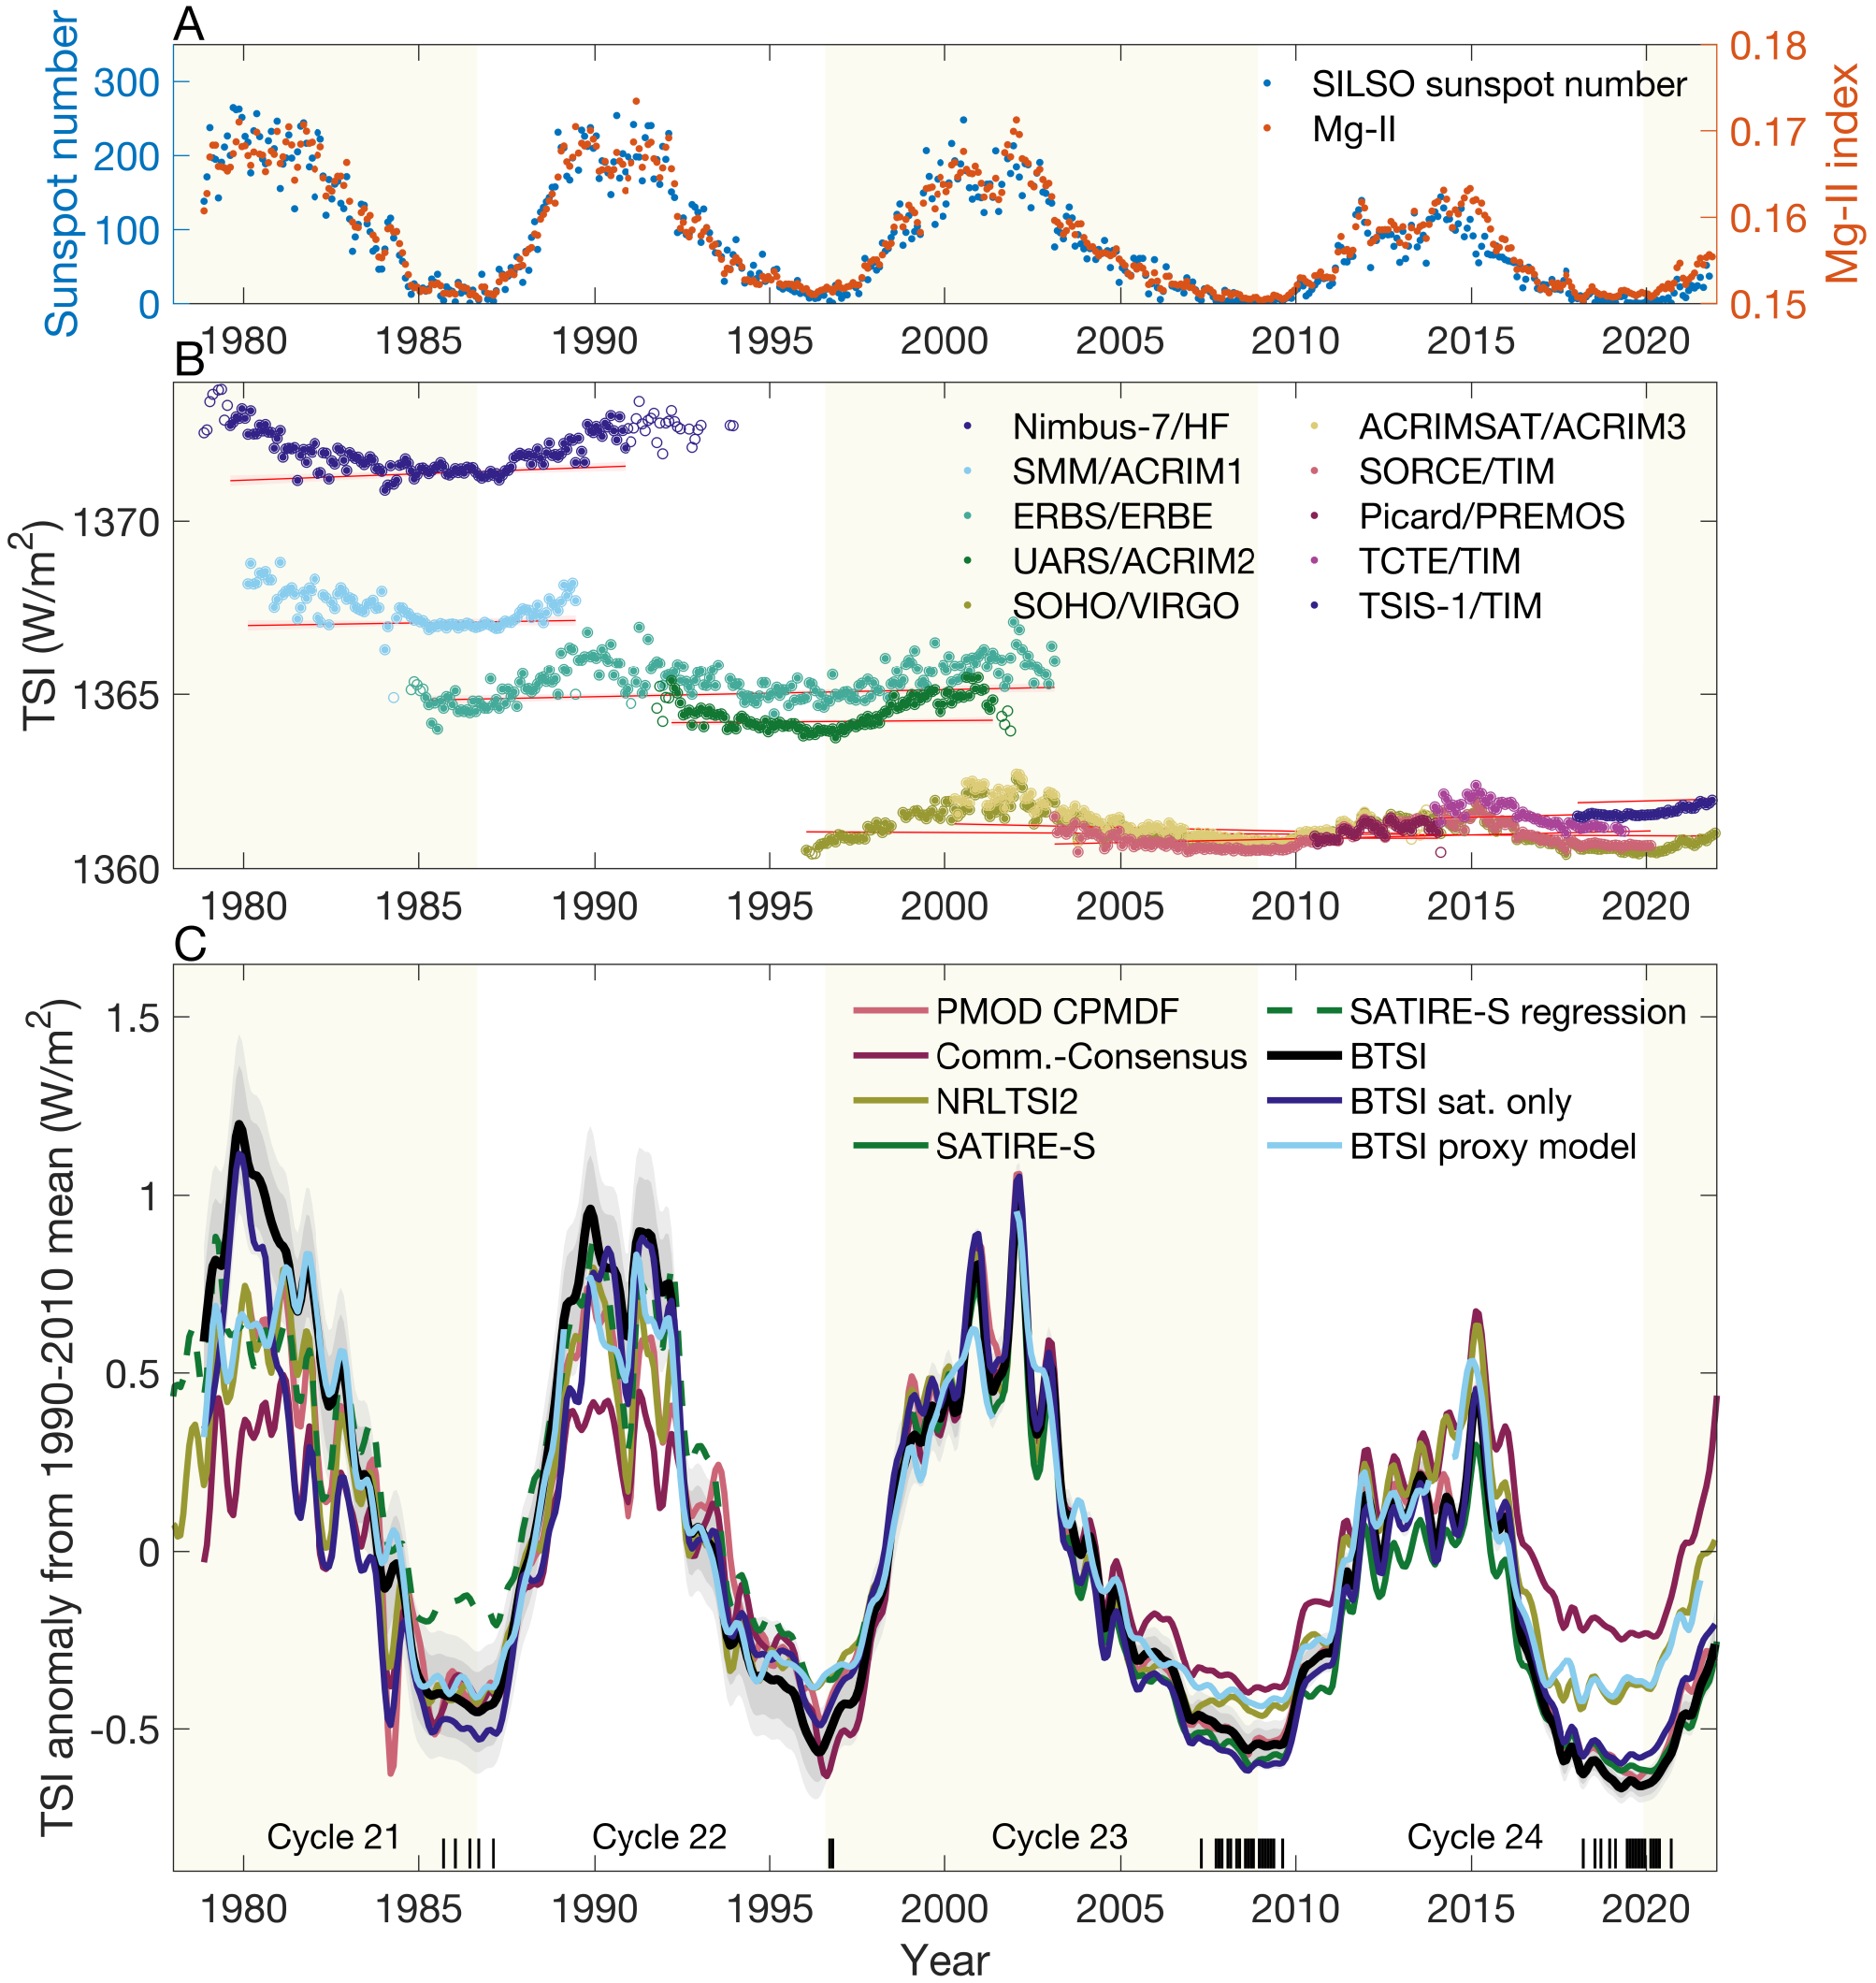 A
Sunspot number
300
200
100
0
SILSO sunspot number
Mg-II
0.18
0.17
0.16
0.15
Mg-II index
1980 1985 1990 1995 2000 2005 2010 2015 2020
B
TSI (W/m2)
1370
1365
1360
Nimbus-7/HF
SMM/ACRIM1
ERBS/ERBE
UARS/ACRIM2
SOHO/VIRGO
ACRIMSAT/ACRIM3
SORCE/TIM
Picard/PREMOS
TCTE/TIM
TSIS-1/TIM
1980 1985 1990 1995 2000 2005 2010 2015 2020
C
TSI anomaly from 1990-2010 mean (W/m2)
1.5
1
0.5
0
-0.5
PMOD CPMDF
Comm.-Consensus
NRLTSI2
SATIRE-S
SATIRE-S regression
BTSI
BTSI sat. only
BTSI proxy model
Cycle 21 Cycle 22 Cycle 23 Cycle 24
1980 1985 1990 1995 2000 2005 2010 2015 2020
Year